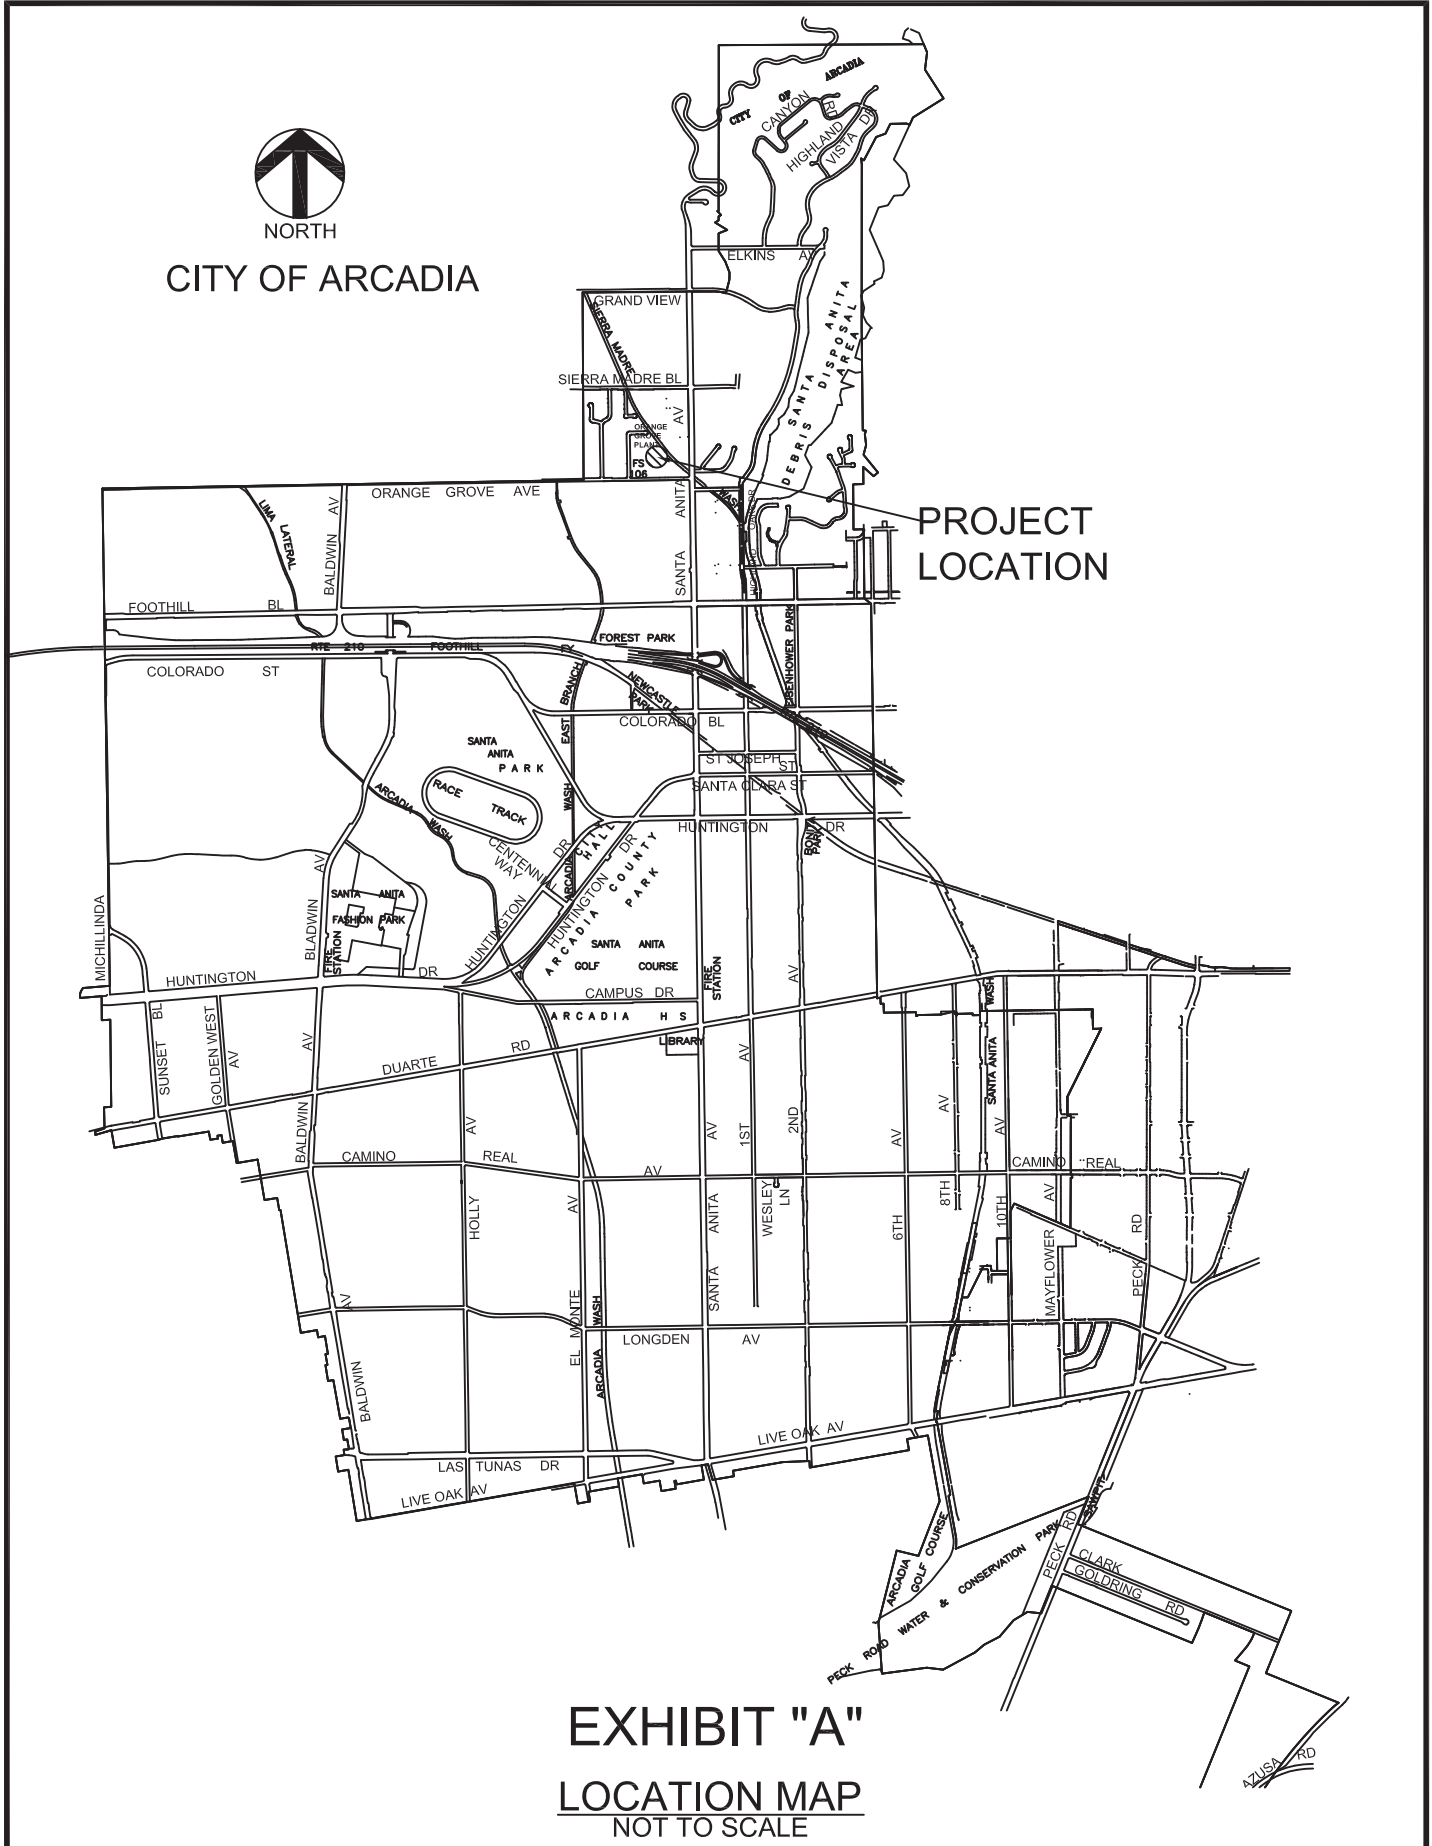 CITY OF ARCADIA
CANYON RD
HIGHLAND
VISTA DR
NORTH
CITY OF ARCADIA
ELKINS AV
GRAND VIEW
SIERRA MADRE
SIERRA MADRE BL
DEBRIS DISPOSAL AREA
SANTA ANITA
AV
ORANGE
GROVE
PLANT
FS
106
WASH
ORANGE GROVE AVE
LIMA LATERAL
BALDWIN AV
SANTA ANITA
PROJECT
LOCATION
FOOTHILL BL
RTE 210 FOOTHILL
FOREST PARK
EISENHOWER PARK
COLORADO ST
EAST BRANCH
NEWCASTLE
PARK
COLORADO BL
SANTA
ANITA
PARK
RACE
TRACK
ST JOSEPH ST
SANTA CLARA ST
ARCADIA WASH
ARCADIA WASH
CENTENNIAL
WAY
CITY
HALL
HUNTINGTON DR
BONITA
PARK
HUNTINGTON DR
HUNTINGTON DR
ARCADIA COUNTY
PARK
MICHILLINDA
BLADWIN AV
SANTA ANITA
FASHION PARK
FIRE
STATION
SANTA ANITA
GOLF COURSE
FIRE
STATION
AV
HUNTINGTON DR
CAMPUS DR
ARCADIA HS
LIBRARY
SUNSET BL
GOLDEN WEST
AV
AV
DUARTE RD
SANTA ANITA WASH
BALDWIN
CAMINO REAL AV
CAMINO REAL
HOLLY AV
EL MONTE AV
ARCADIA WASH
SANTA ANITA AV
1ST AV
WESLEY
LN
2ND
6TH AV
8TH AV
10TH AV
MAYFLOWER AV
PECK RD
AV
BALDWIN
LONGDEN AV
LIVE OAK AV
LAS TUNAS DR
LIVE OAK AV
ARCADIA
GOLF COURSE
PECK ROAD WATER & CONSERVATION PARK
SAWPIT
PECK RD
CLARK
GOLDRING RD
AZUSA RD
EXHIBIT "A"
LOCATION MAP
NOT TO SCALE